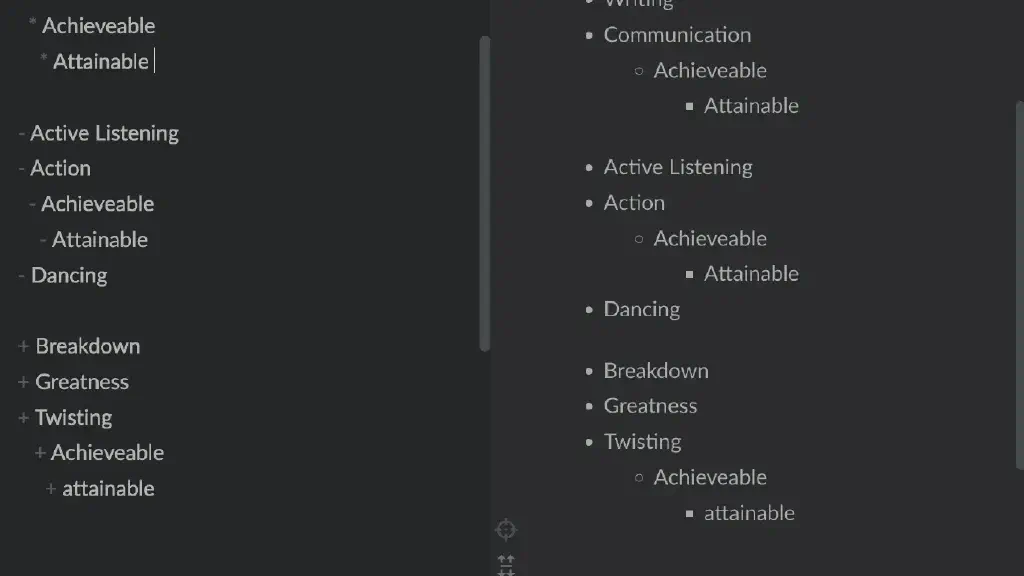 * Achieveable
* Attainable
- Active Listening
- Action
- Achieveable
- Attainable
- Dancing
+ Breakdown
+ Greatness
+ Twisting
+ Achieveable
+ attainable
• Writing
• Communication
○ Achieveable
▪ Attainable
• Active Listening
• Action
○ Achieveable
▪ Attainable
• Dancing
• Breakdown
• Greatness
• Twisting
○ Achieveable
▪ attainable